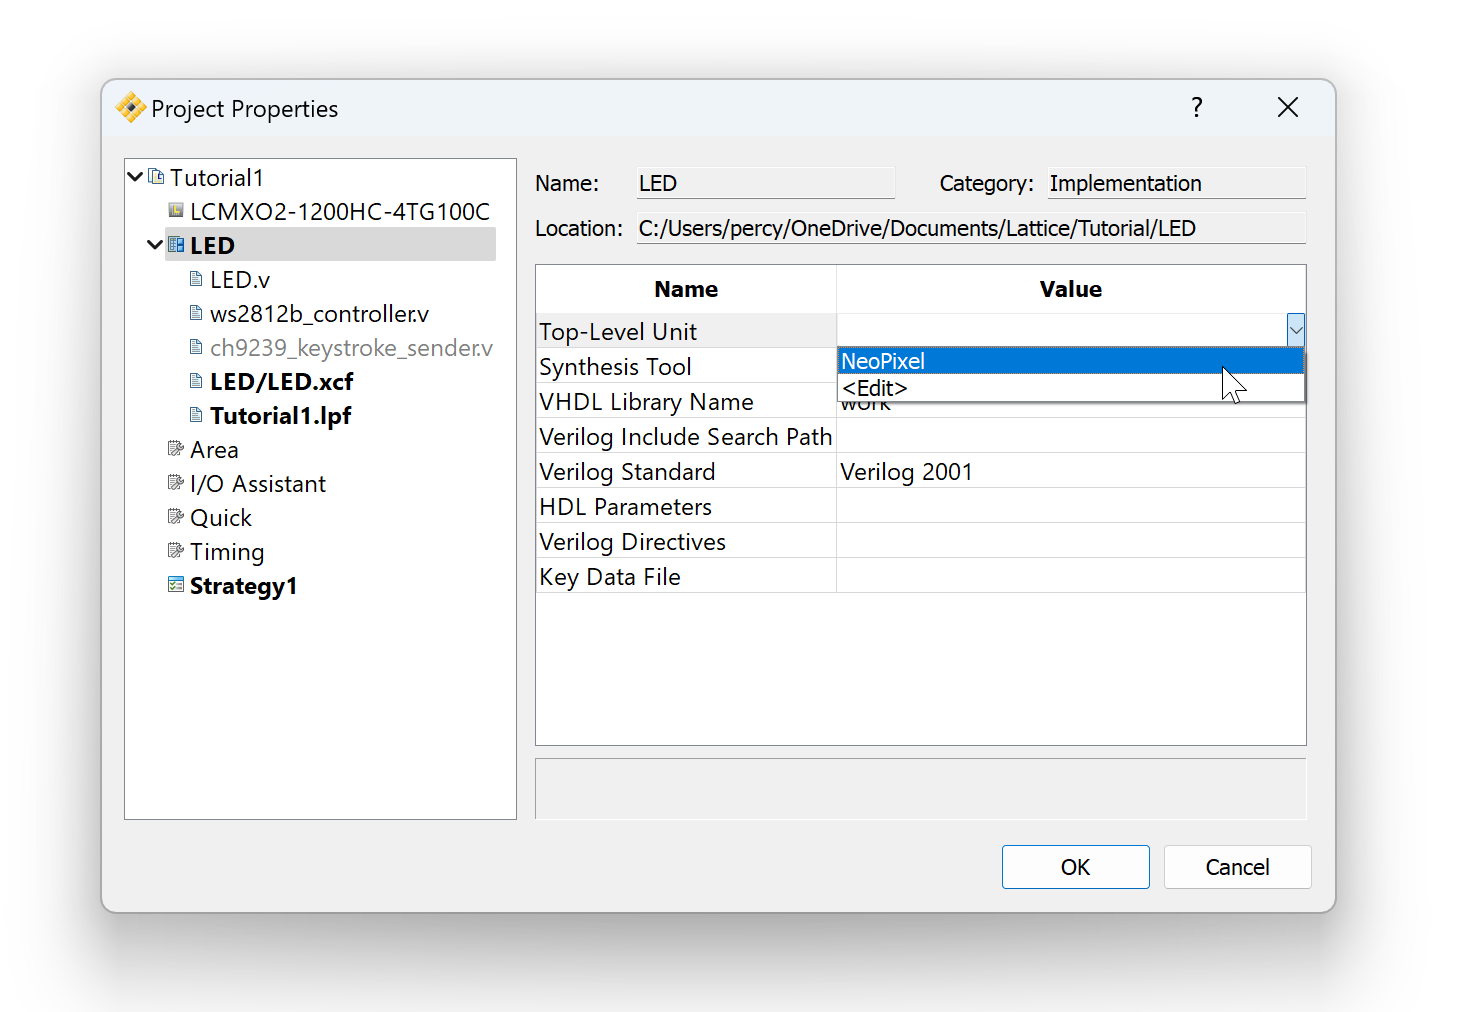 Project Properties
?
Tutorial1
LCMXO2-1200HC-4TG100C
LED
LED.v
ws2812b_controller.v
ch9239_keystroke_sender.v
LED/LED.xcf
Tutorial1.lpf
Area
I/O Assistant
Quick
Timing
Strategy1
Name: LED Category: Implementation
Location: C:/Users/percy/OneDrive/Documents/Lattice/Tutorial/LED
Name Value
Top-Level Unit
NeoPixel
<Edit>
Synthesis Tool
VHDL Library Name work
Verilog Include Search Path
Verilog Standard Verilog 2001
HDL Parameters
Verilog Directives
Key Data File
OK Cancel